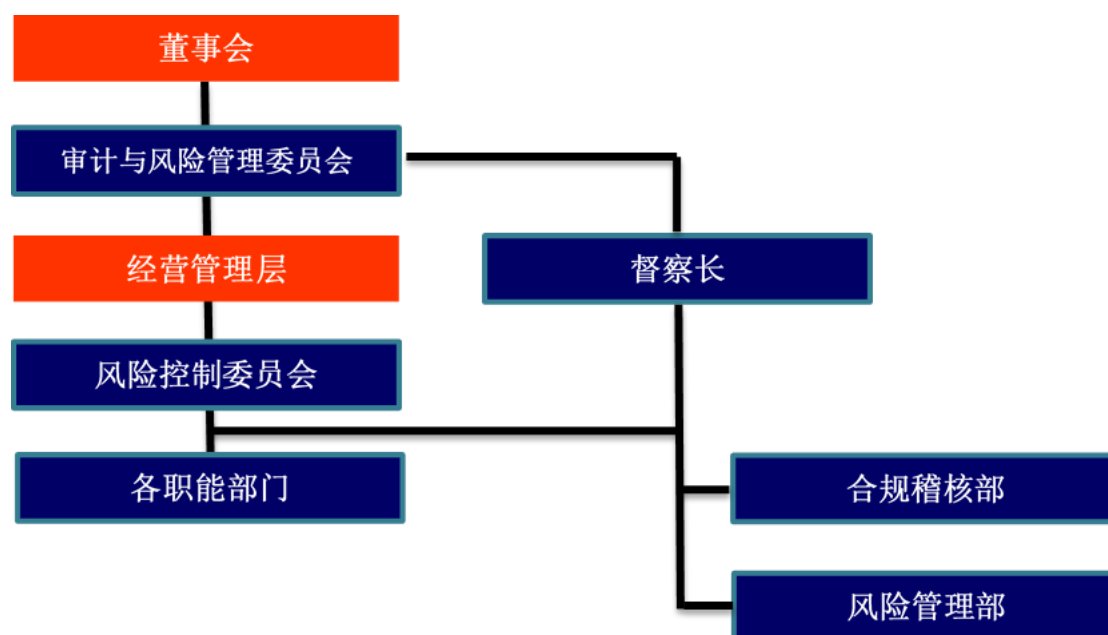 董事会
审计与风险管理委员会
经营管理层
督察长
风险控制委员会
各职能部门
合规稽核部
风险管理部